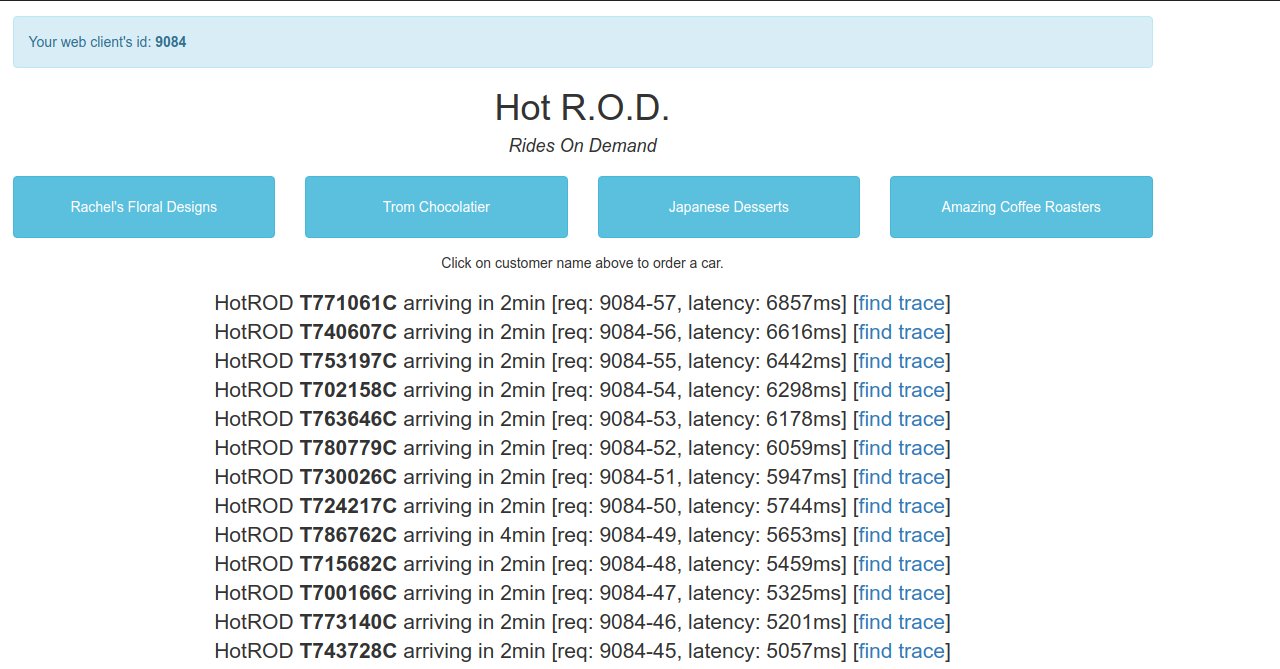 Your web client's id: 9084
Hot R.O.D.
Rides On Demand
Rachel's Floral Designs
Trom Chocolatier
Japanese Desserts
Amazing Coffee Roasters
Click on customer name above to order a car.
HotROD T771061C arriving in 2min [req: 9084-57, latency: 6857ms] [find trace]
HotROD T740607C arriving in 2min [req: 9084-56, latency: 6616ms] [find trace]
HotROD T753197C arriving in 2min [req: 9084-55, latency: 6442ms] [find trace]
HotROD T702158C arriving in 2min [req: 9084-54, latency: 6298ms] [find trace]
HotROD T763646C arriving in 2min [req: 9084-53, latency: 6178ms] [find trace]
HotROD T780779C arriving in 2min [req: 9084-52, latency: 6059ms] [find trace]
HotROD T730026C arriving in 2min [req: 9084-51, latency: 5947ms] [find trace]
HotROD T724217C arriving in 2min [req: 9084-50, latency: 5744ms] [find trace]
HotROD T786762C arriving in 4min [req: 9084-49, latency: 5653ms] [find trace]
HotROD T715682C arriving in 2min [req: 9084-48, latency: 5459ms] [find trace]
HotROD T700166C arriving in 2min [req: 9084-47, latency: 5325ms] [find trace]
HotROD T773140C arriving in 2min [req: 9084-46, latency: 5201ms] [find trace]
HotROD T743728C arriving in 2min [req: 9084-45, latency: 5057ms] [find trace]